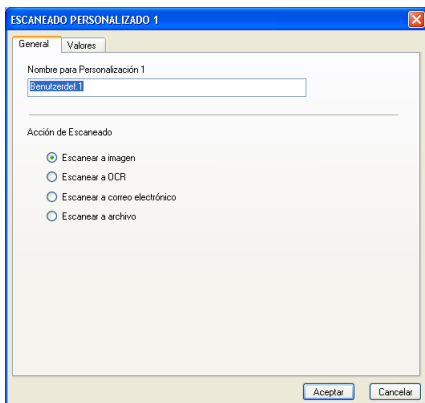 ESCANEADO PERSONALIZADO 1
General Valores
Nombre para Personalización 1
Benutzerdef.1
Acción de Escaneado
Escanear a imagen
Escanear a OCR
Escanear a correo electrónico
Escanear a archivo
Aceptar Cancelar